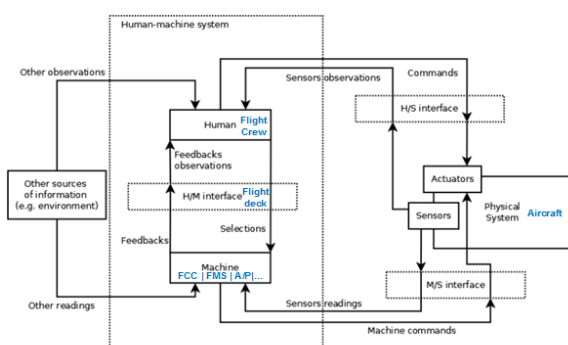 Human-machine system
Other observations
Sensors observations
Commands
H/S interface
Human Flight
Crew
Feedbacks
observations
Actuators
Other sources
of information
(e.g. environment)
H/M interface Flight
deck
Physical
System Aircraft
Sensors
Feedbacks
Selections
Machine
FCC | FMS | A/P|...
M/S interface
Other readings
Sensors readings
Machine commands